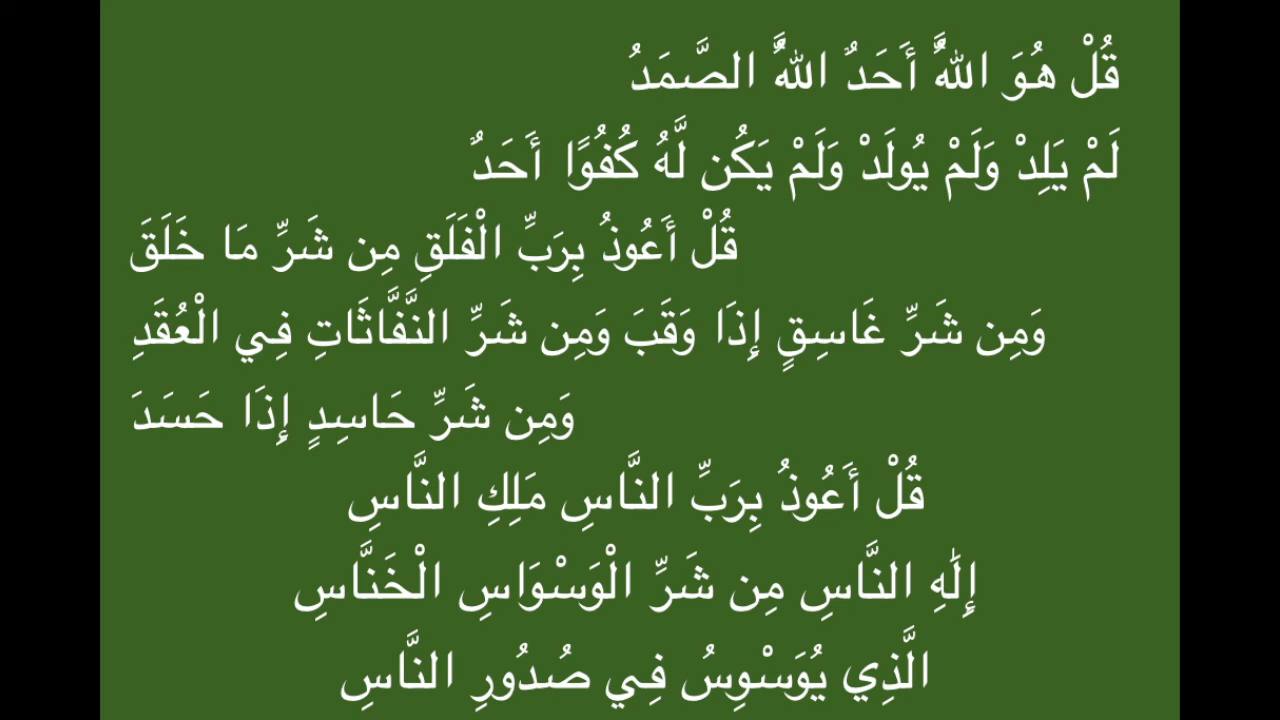 قُلْ هُوَ اللَّهُ أَحَدٌ اللَّهُ الصَّمَدُ
لَمْ يَلِدْ وَلَمْ يُولَدْ وَلَمْ يَكُن لَّهُ كُفُوًا أَحَدٌ
قُلْ أَعُوذُ بِرَبِّ الْفَلَقِ مِن شَرِّ مَا خَلَقَ
وَمِن شَرِّ غَاسِقٍ إِذَا وَقَبَ وَمِن شَرِّ النَّفَّاثَاتِ فِي الْعُقَدِ
وَمِن شَرِّ حَاسِدٍ إِذَا حَسَدَ
قُلْ أَعُوذُ بِرَبِّ النَّاسِ مَلِكِ النَّاسِ
إِلَٰهِ النَّاسِ مِن شَرِّ الْوَسْوَاسِ الْخَنَّاسِ
الَّذِي يُوَسْوِسُ فِي صُدُورِ النَّاسِ